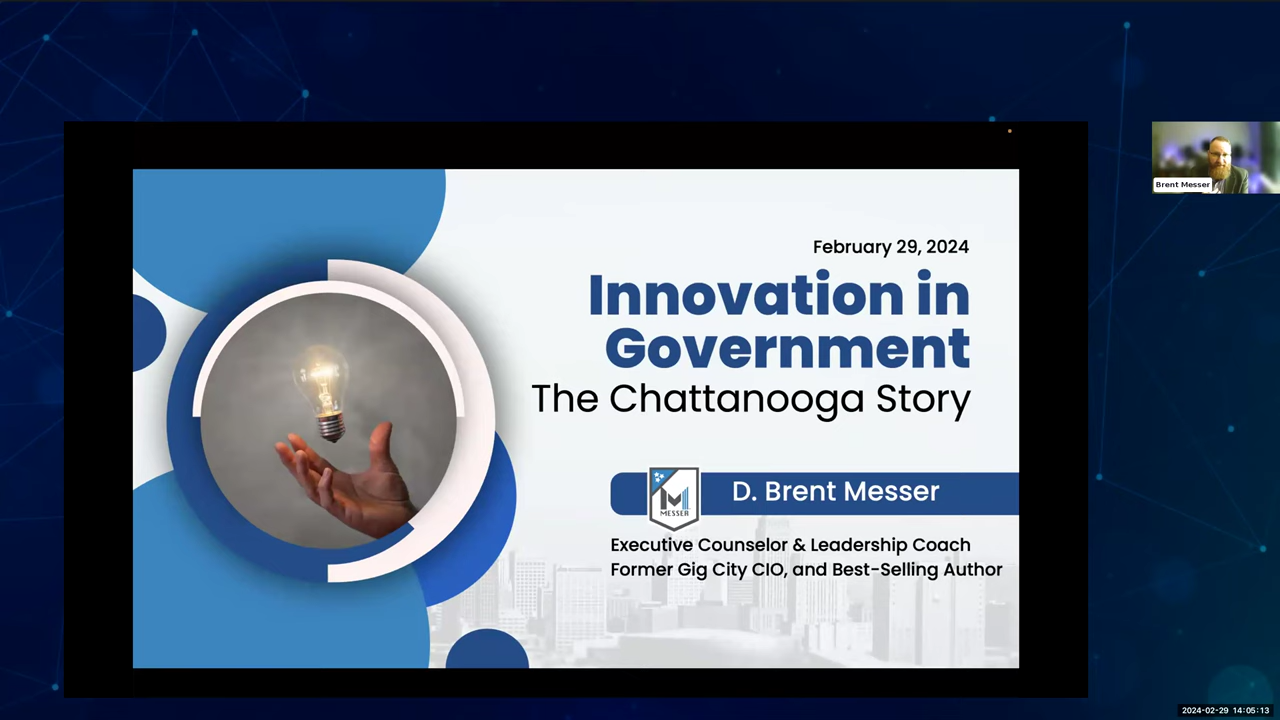 February 29, 2024
Innovation in
Government
The Chattanooga Story
D. Brent Messer
MESSER
Executive Counselor & Leadership Coach
Former Gig City CIO, and Best-Selling Author
Brent Messer
2024-02-29 14:05:13